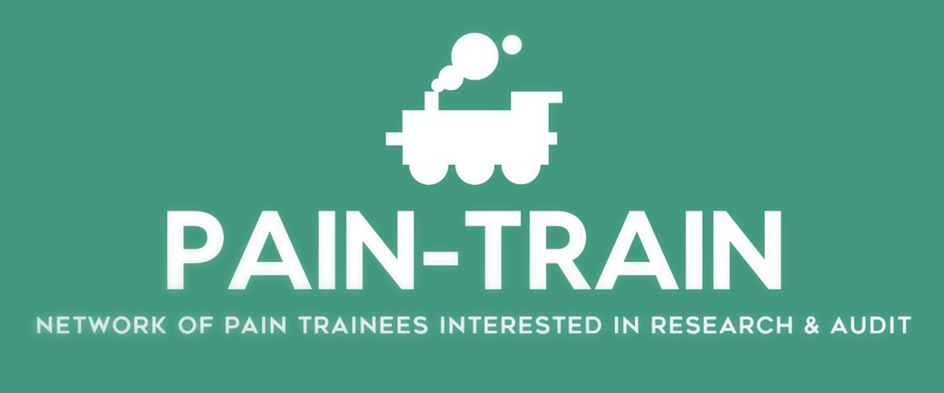 PAIN-TRAIN
NETWORK OF PAIN TRAINEES INTERESTED IN RESEARCH & AUDIT